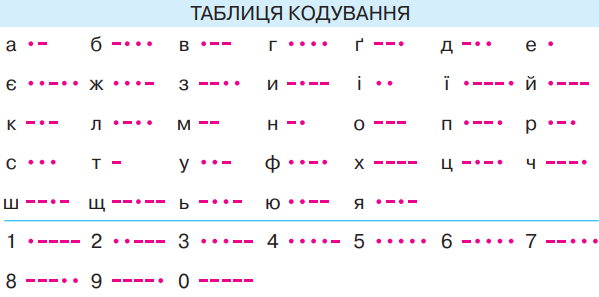 ТАБЛИЦЯ КОДУВАННЯ
а •– б –••• в •–– г •••• ґ ––• д –•• е •
є ••–•• ж •••– з ––•• и –•–– і •• ї •–––• й •–––
к –•– л •–•• м –– н –• о ––– п •––• р •–•
с ••• т – у ••– ф ••–• х –––– ц –•–• ч –––•
ш ––•– щ ––•–– ь –••– ю ••–– я •–•–
1 •–––– 2 ••––– 3 •••–– 4 ••••– 5 ••••• 6 –•••• 7 ––•••
8 –––•• 9 ––––• 0 –––––